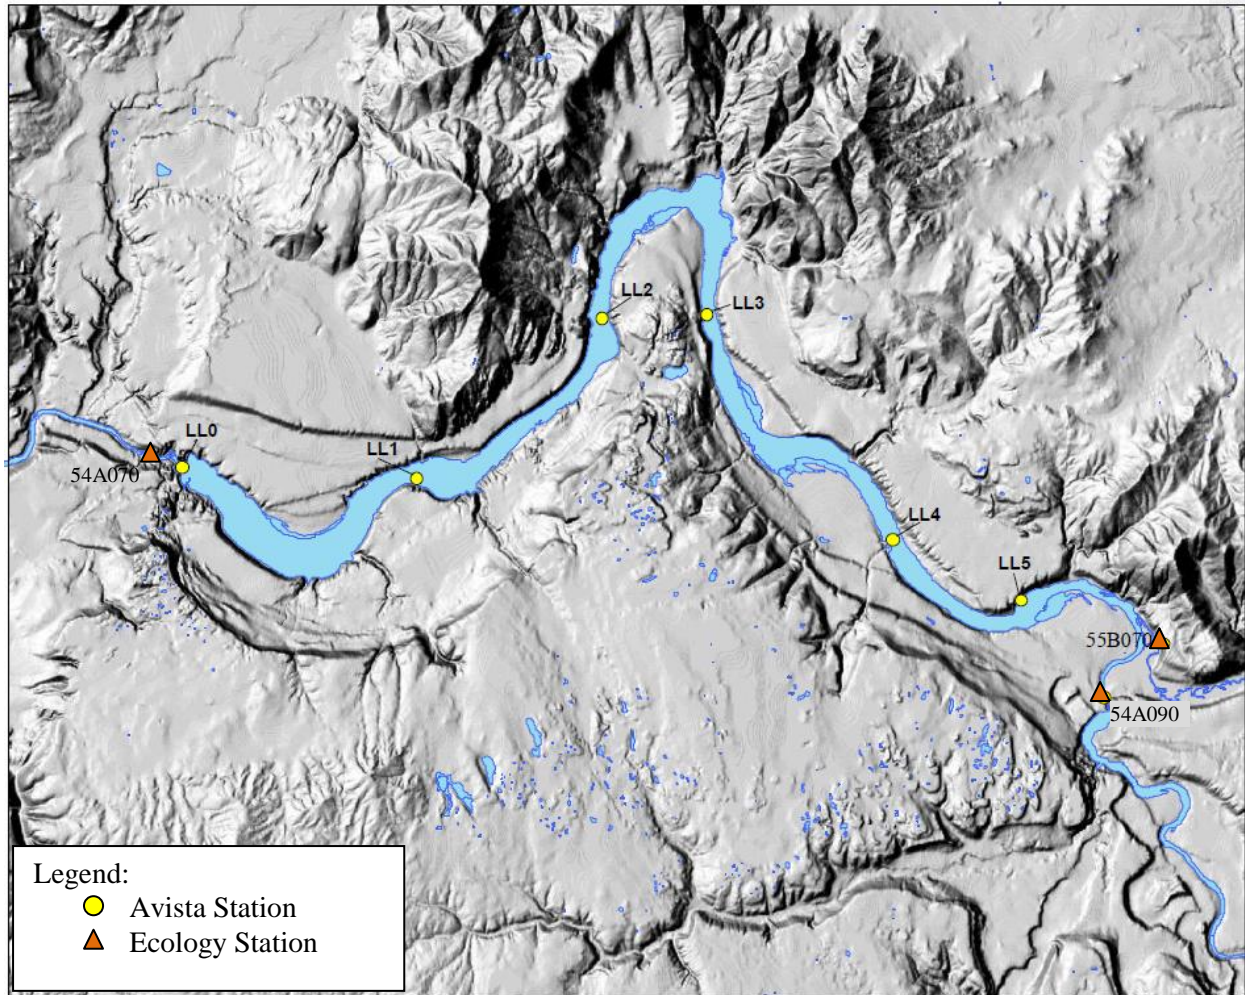 LL2
LL3
LL0
LL1
54A070
LL4
LL5
55B070
54A090
Legend:
Avista Station
Ecology Station